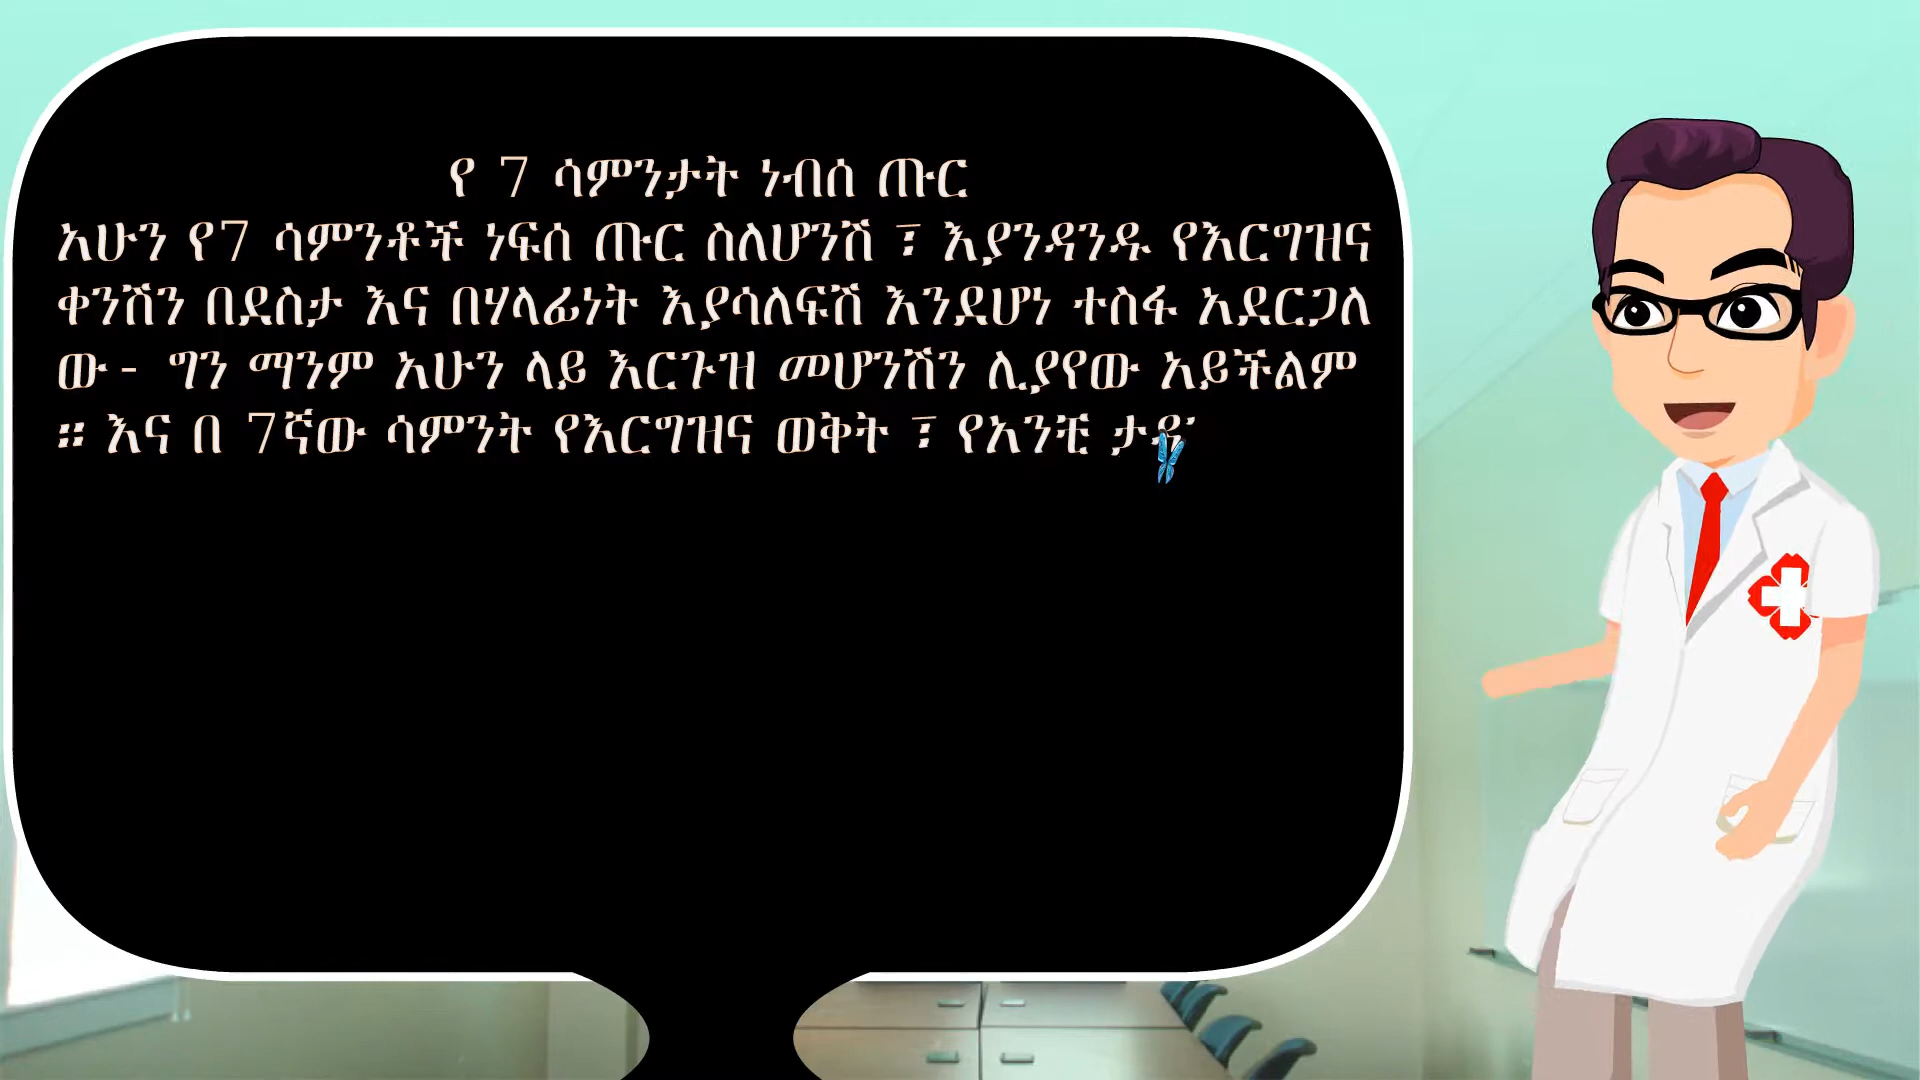 የ 7 ሳምንታት ነብሰ ጡር
አሁን የ7 ሳምንቶች ነፍሰ ጡር ስለሆንሽ ፣ እያንዳንዱ የእርግዝና
ቀንሽን በደስታ እና በሃላፊነት እያሳለፍሽ እንደሆነ ተስፋ አደርጋለ
ው - ግን ማንም አሁን ላይ እርጉዝ መሆንሽን ሊያየው አይችልም
። እና በ 7ኛው ሳምንት የእርግዝና ወቅት ፣ የአንቺ